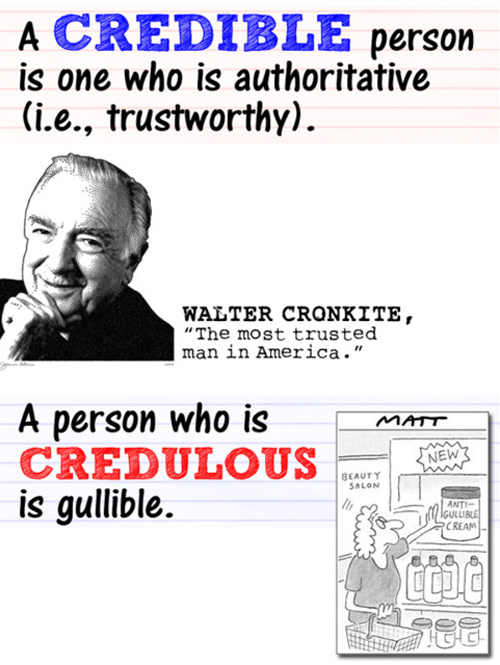 A CREDIBLE person
is one who is authoritative
(i.e., trustworthy).
WALTER CRONKITE,
"The most trusted
man in America."
A person who is
CREDULOUS
is gullible.
MATT
NEW
BEAUTY
SALON
ANTI-
GULLIBLE
CREAM